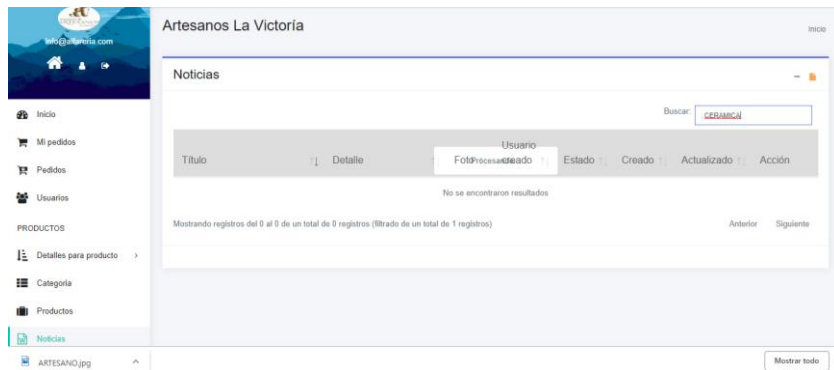 info@alfareria.com
Artesanos La Victoría
Inicio
Noticias
Buscar: CERAMICA
Título Detalle Foto Procesando Usuario creado Estado Creado Actualizado Acción
No se encontraron resultados
Mostrando registros del 0 al 0 de un total de 0 registros (filtrado de un total de 1 registros)
Anterior Siguiente
Inicio
Mi pedidos
Pedidos
Usuarios
PRODUCTOS
Detalles para producto
Categoria
Productos
Noticias
ARTESANO.jpg
Mostrar todo